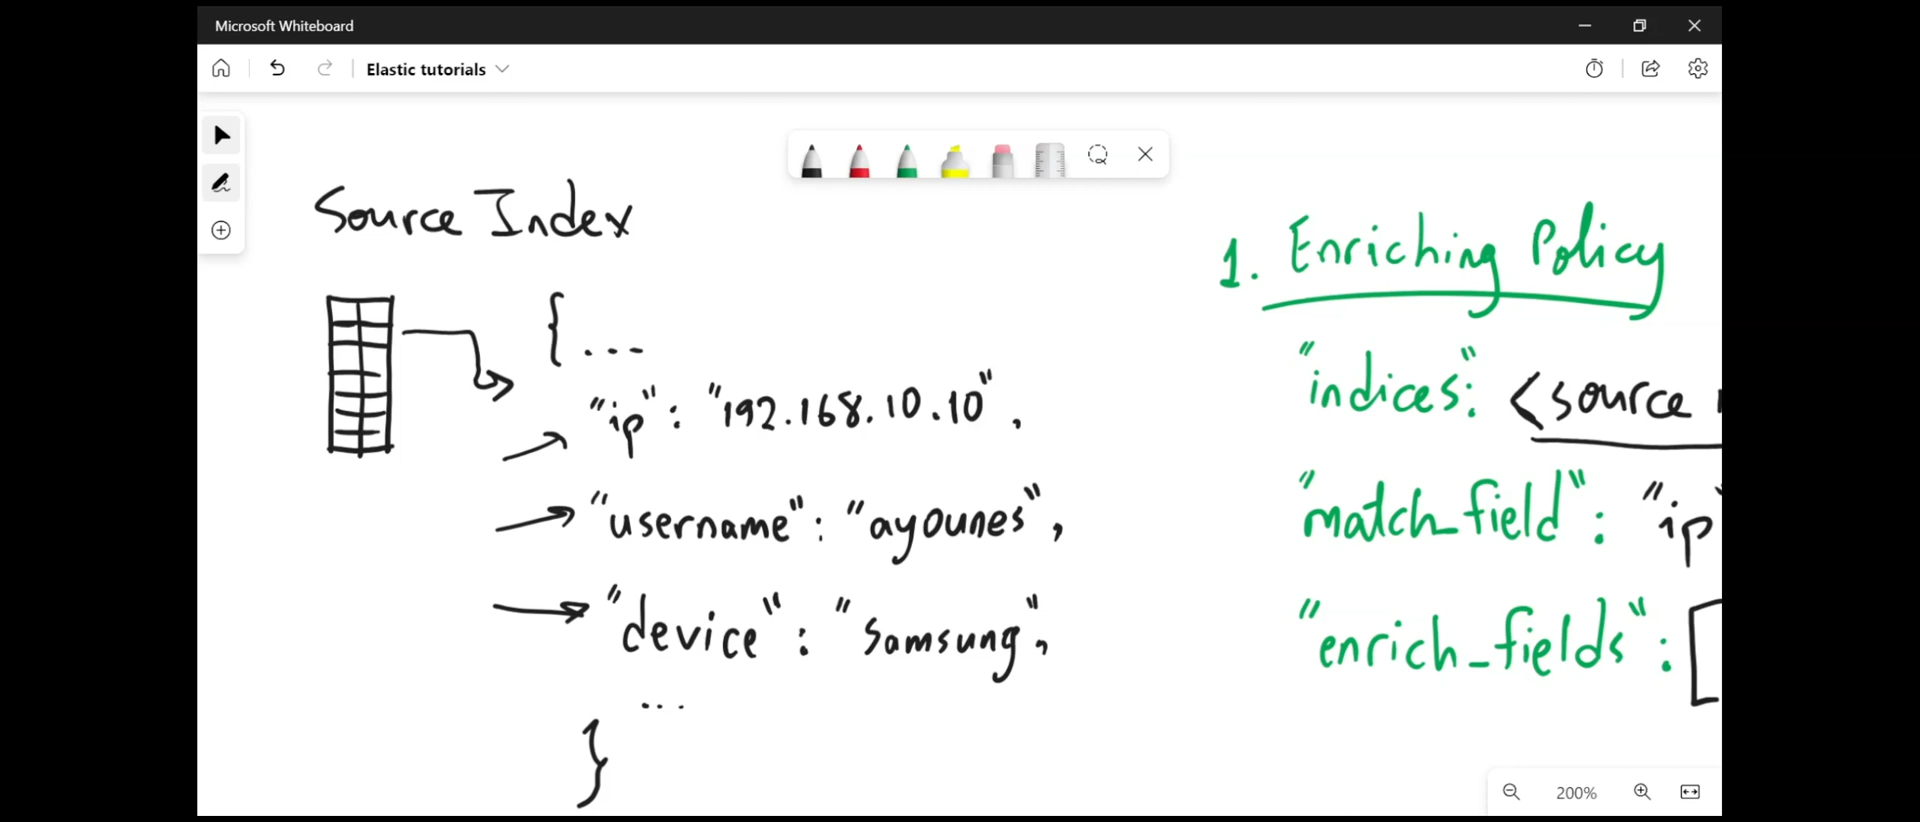 Microsoft Whiteboard
Elastic tutorials
Source Index
{...
"ip": "192.168.10.10",
"username": "ayounes",
"device": "Samsung",
...
}
1. Enriching Policy
"indices: <source
"match_field": "ip"
"enrich_fields": [
200%